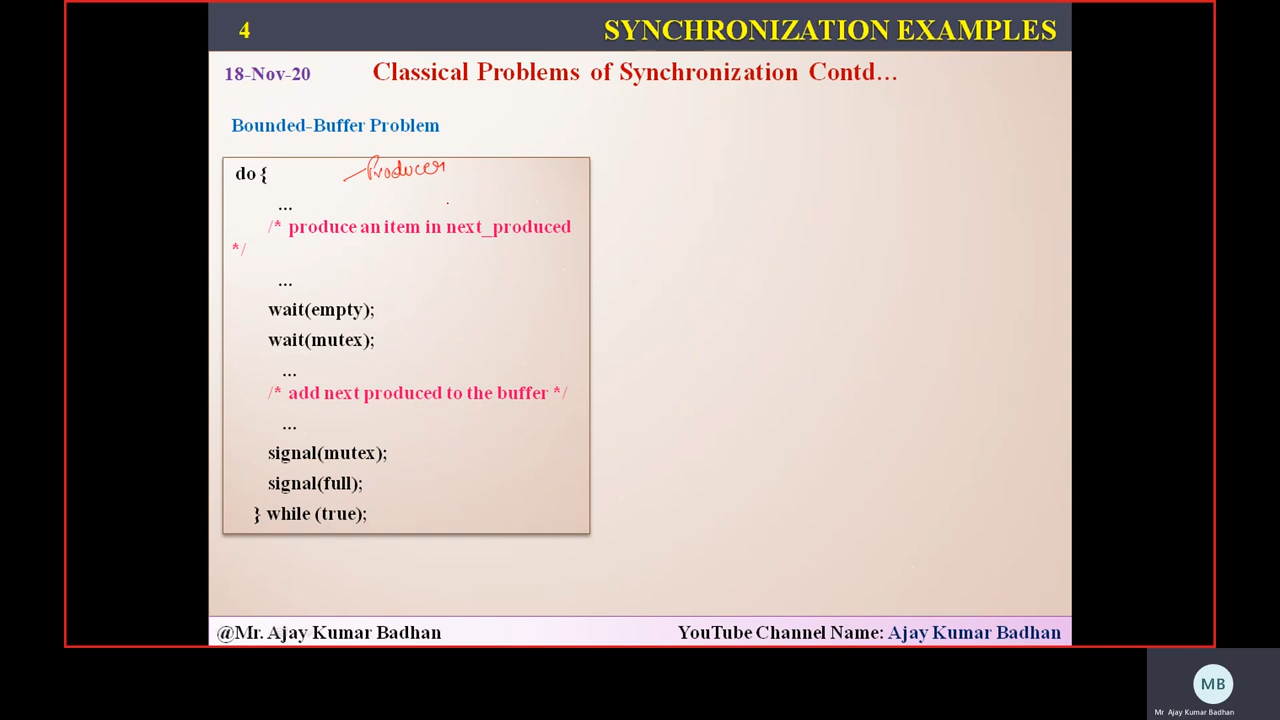 4
SYNCHRONIZATION EXAMPLES
18-Nov-20
Classical Problems of Synchronization Contd...
Bounded-Buffer Problem
do {
Producer
...
/* produce an item in next_produced
*/
...
wait(empty);
wait(mutex);
...
/* add next produced to the buffer */
...
signal(mutex);
signal(full);
} while (true);
@Mr. Ajay Kumar Badhan
YouTube Channel Name: Ajay Kumar Badhan
MB
Mr Ajay Kumar Badhan